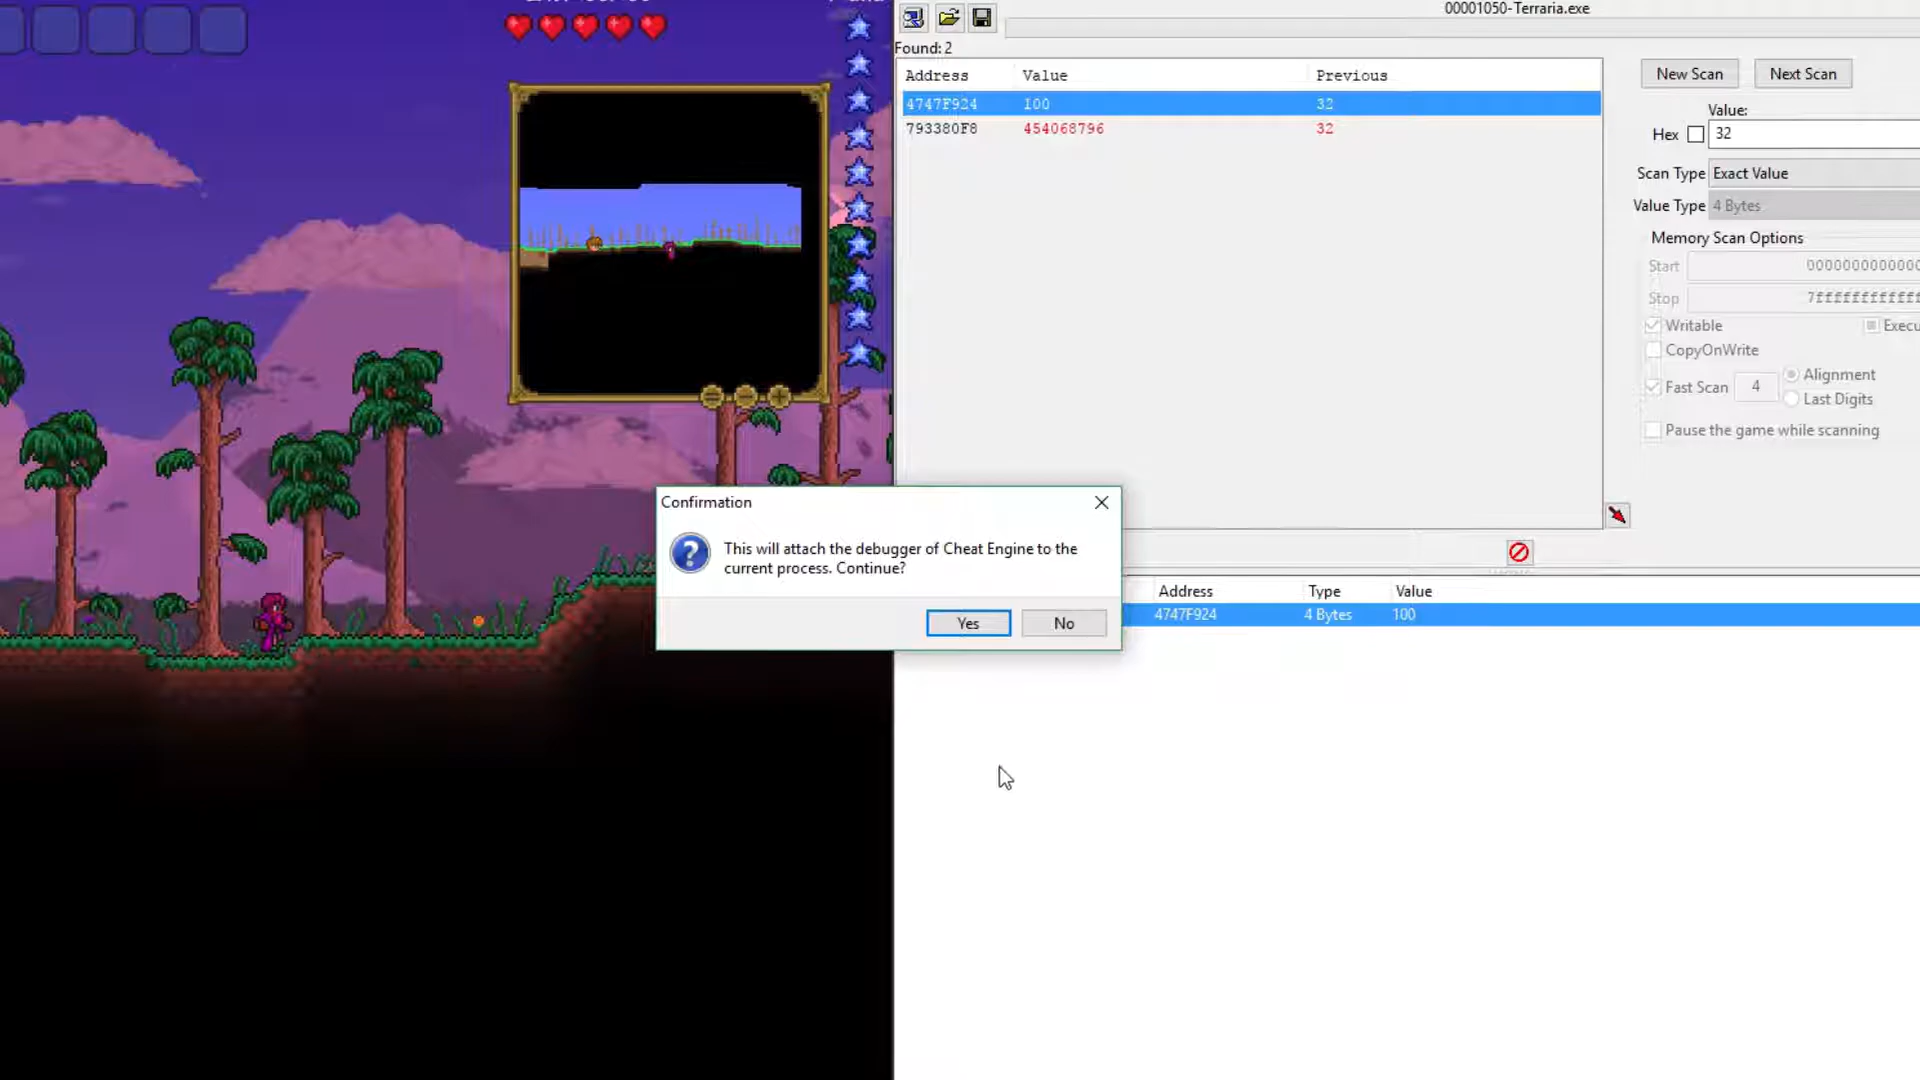 00001050-Terraria.exe
Found: 2
Address Value Previous
4747F924 100 32
793380F8 454068796 32
New Scan Next Scan
Value:
Hex 32
Scan Type Exact Value
Value Type 4 Bytes
Memory Scan Options
Start 0000000000000
Stop 7fffffffffff
Writable Execu
CopyOnWrite
Fast Scan 4 Alignment
Last Digits
Pause the game while scanning
Confirmation
This will attach the debugger of Cheat Engine to the
current process. Continue?
Yes No
Address Type Value
4747F924 4 Bytes 100